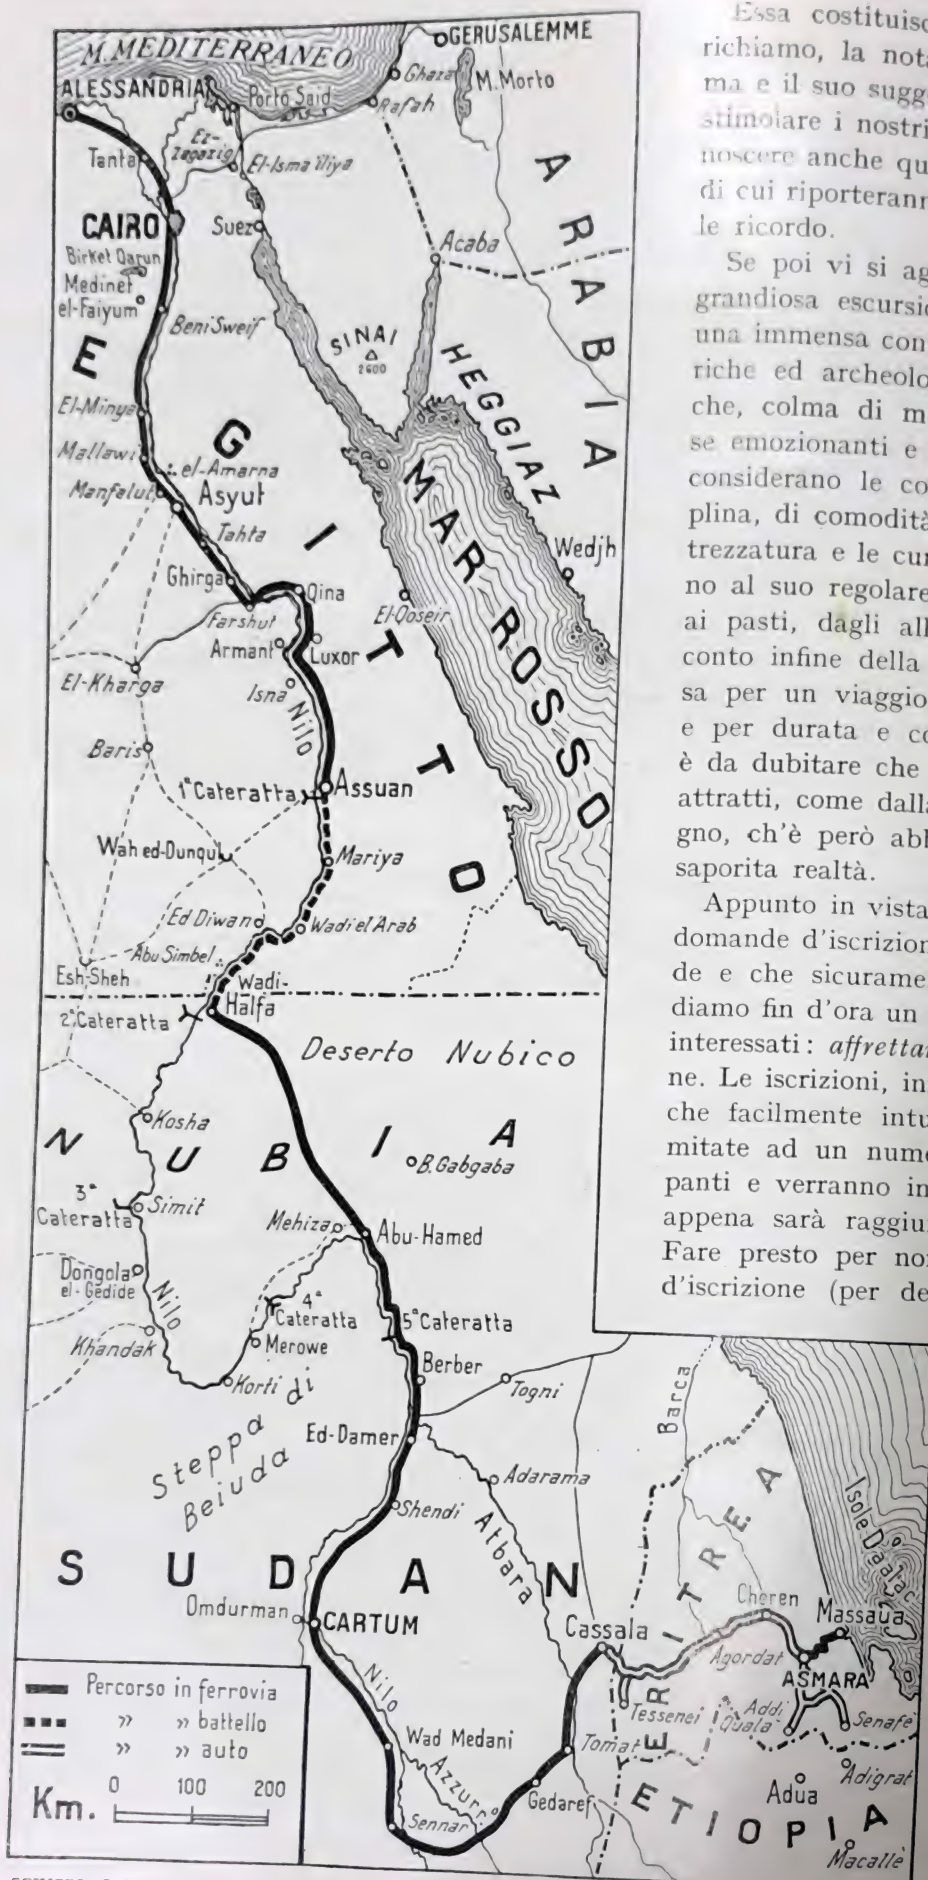 M. MEDITERRANEO
GERUSALEMME
Ghaza
M. Morto
ALESSANDRIA
Porto Said
Rafah
Ez-
zagazig
El-Ismaïliya
Tanta
CAIRO
Suez
Acaba
Birket Qarun
Medinet
el-Faiyum
Beni Sweif
SINAI
2600
HEGGIAZ
ARABIA
EGITTO
MAR ROSSO
El-Minya
Mallawi
el-Amarna
Manfalut
Asyut
Tahta
Wedjh
Ghirga
Qina
Farshut
El-Qoseir
Armant
Luxor
El-Kharga
Isna
Nilo
Baris
1ª Cateratta
Assuan
Wah ed-Dunqul
Mariya
Ed Diwan
Wadi el'Arab
Abu Simbel
Esh-Sheh
Wadi-
Halfa
2ª Cateratta
Deserto Nubico
Kosha
NUBIA
B. Gabgaba
3ª
Cateratta
Simit
Mehiza
Abu-Hamed
Dongola
el-Gedide
Nilo
4ª
Cateratta
5ª Cateratta
Khandak
Merowe
Berber
Korti
Togni
Barca
Steppa di
Beiuda
Ed-Damer
Adarama
Shendi
Atbara
Isole Daalac
SUDAN
ERITREA
Omdurman
CARTUM
Cassala
Cheren
Massaua
Agordat
ASMARA
Nilo
Azzurro
Tessenei
Addi
Quala
Senafè
Wad Medani
Tomat
Adigrat
Adua
Gedaref
ETIOPIA
Sennar
Macallè
Percorso in ferrovia
» » battello
» » auto
Km. 0 100 200
Essa costituisc
richiamo, la nota
ma e il suo sugge
stimolare i nostri
noscere anche qu
di cui riporterann
le ricordo.
Se poi vi si ag
grandiosa escursio
una immensa con
riche ed archeolo
che, colma di m
se emozionanti e
considerano le co
plina, di comodità
trezzatura e le cur
no al suo regolare
ai pasti, dagli all
conto infine della
sa per un viaggio
e per durata e co
è da dubitare che
attratti, come dalla
gno, ch'è però abb
saporita realtà.
Appunto in vista
domande d'iscrizion
de e che sicurame
diamo fin d'ora un
interessati: affrettar
ne. Le iscrizioni, in
che facilmente intu
mitate ad un nume
panti e verranno in
appena sarà raggiu
Fare presto per no
d'iscrizione (per de